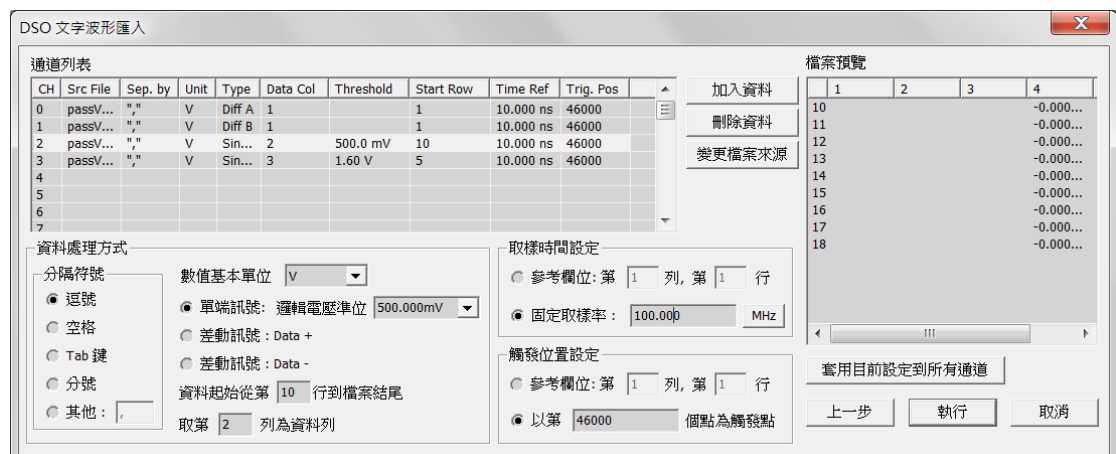 DSO 文字波形匯入
通道列表
CH Src File Sep. by Unit Type Data Col Threshold Start Row Time Ref Trig. Pos
0 passV... "," V Diff A 1 1 10.000 ns 46000
1 passV... "," V Diff B 1 1 10.000 ns 46000
2 passV... "," V Sin... 2 500.0 mV 10 10.000 ns 46000
3 passV... "," V Sin... 3 1.60 V 5 10.000 ns 46000
4
5
6
7
加入資料
刪除資料
變更檔案來源
檔案預覽
1 2 3 4
10 -0.000...
11 -0.000...
12 -0.000...
13 -0.000...
14 -0.000...
15 -0.000...
16 -0.000...
17 -0.000...
18 -0.000...
資料處理方式
分隔符號
逗號
空格
Tab 鍵
分號
其他： ,
數值基本單位 V
單端訊號: 邏輯電壓準位 500.000mV
差動訊號 : Data +
差動訊號 : Data -
資料起始從第 10 行到檔案結尾
取第 2 列為資料列
取樣時間設定
參考欄位: 第 1 列, 第 1 行
固定取樣率： 100.000 MHz
觸發位置設定
參考欄位: 第 1 列, 第 1 行
以第 46000 個點為觸發點
套用目前設定到所有通道
上一步 執行 取消